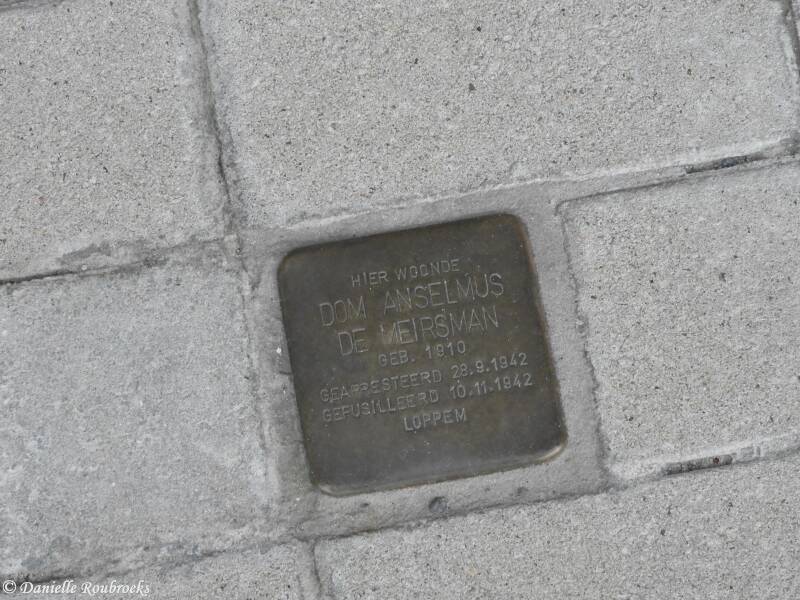 HIER WOONDE
DOM ANSELMUS
DE MEIRSMAN
GEB. 1910
GEARRESTEERD 28.9.1942
GEFUSILLEERD 10.11.1942
LOPPEM
© Danielle Roubroeks